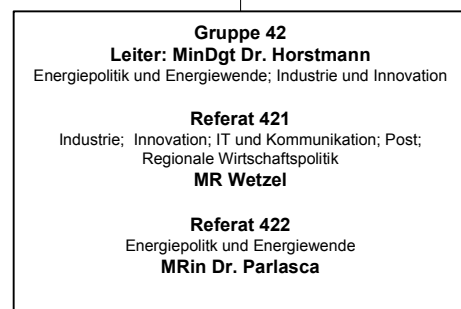 Gruppe 42
Leiter: MinDgt Dr. Horstmann
Energiepolitik und Energiewende; Industrie und Innovation
Referat 421
Industrie; Innovation; IT und Kommunikation; Post;
Regionale Wirtschaftspolitik
MR Wetzel
Referat 422
Energiepolitk und Energiewende
MRin Dr. Parlasca